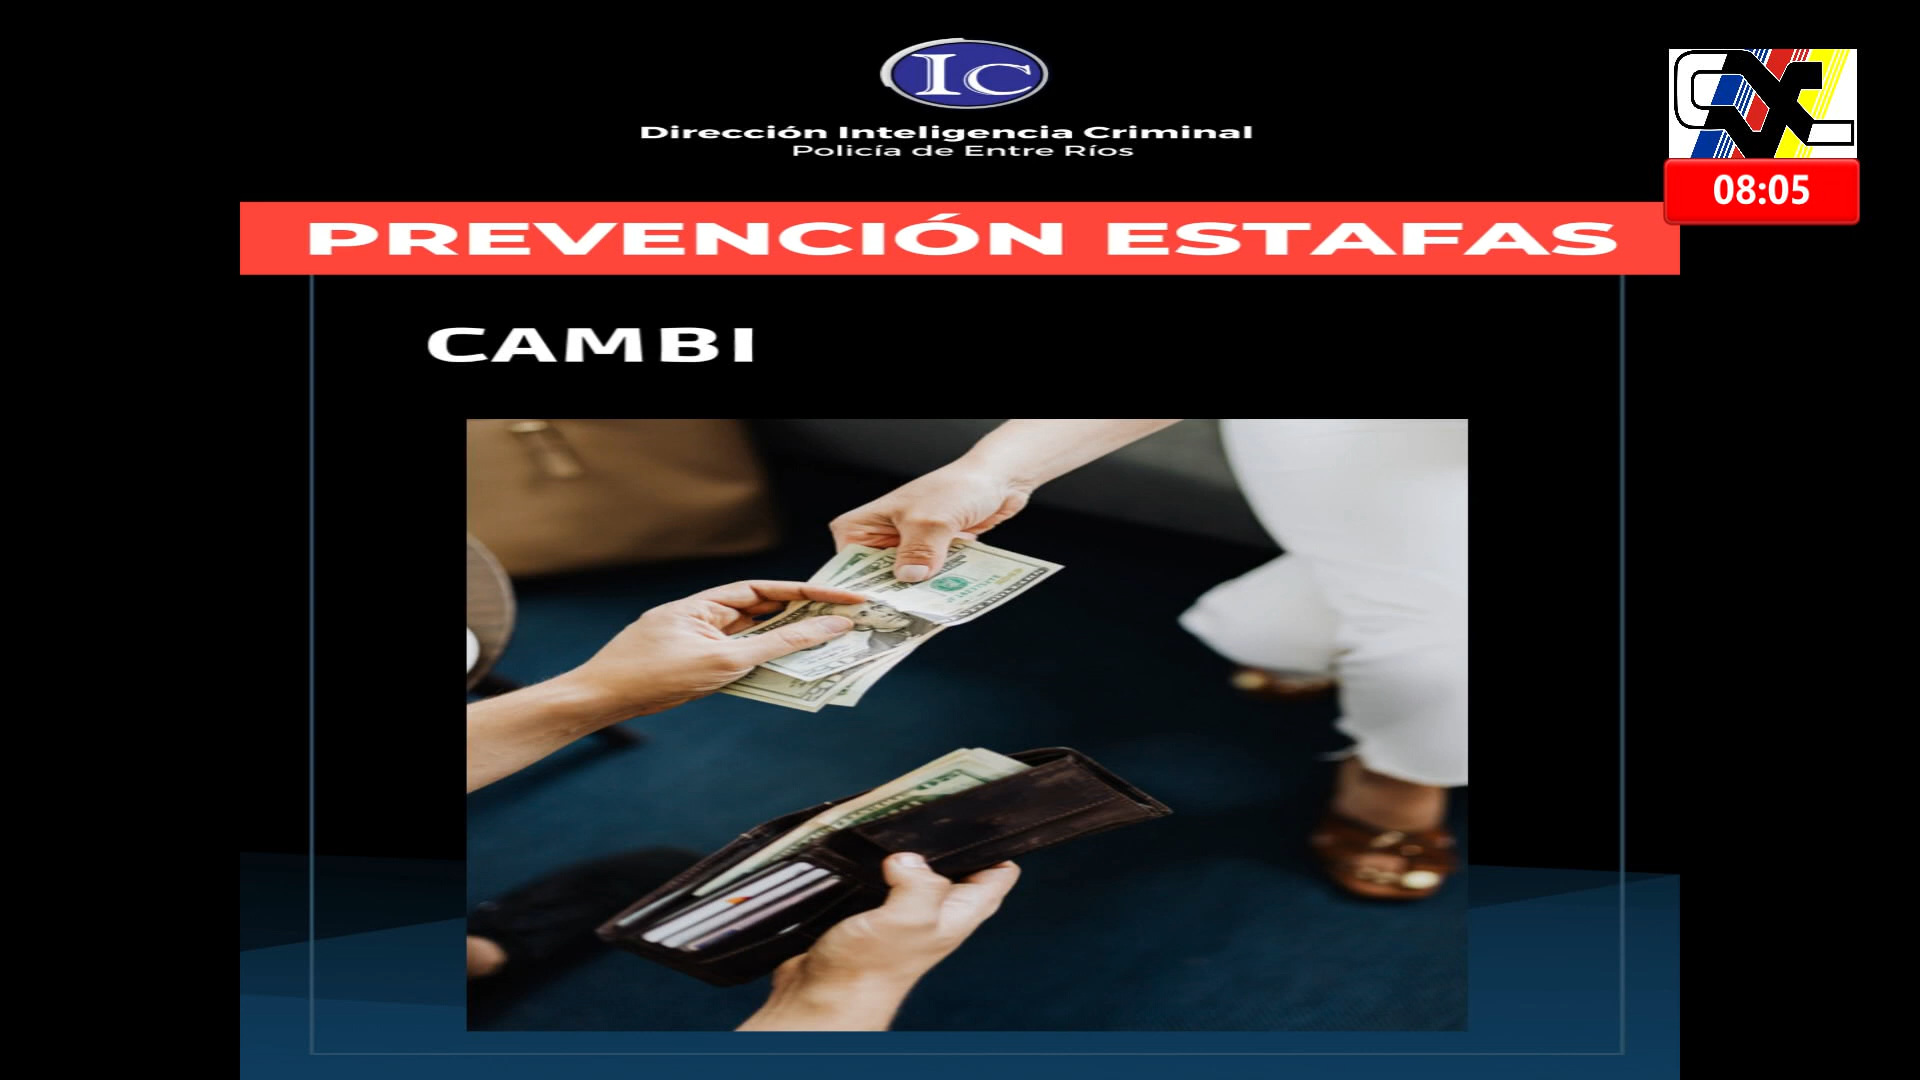 IC
Dirección Inteligencia Criminal
Policía de Entre Ríos
08:05
PREVENCIÓN ESTAFAS
CAMBI